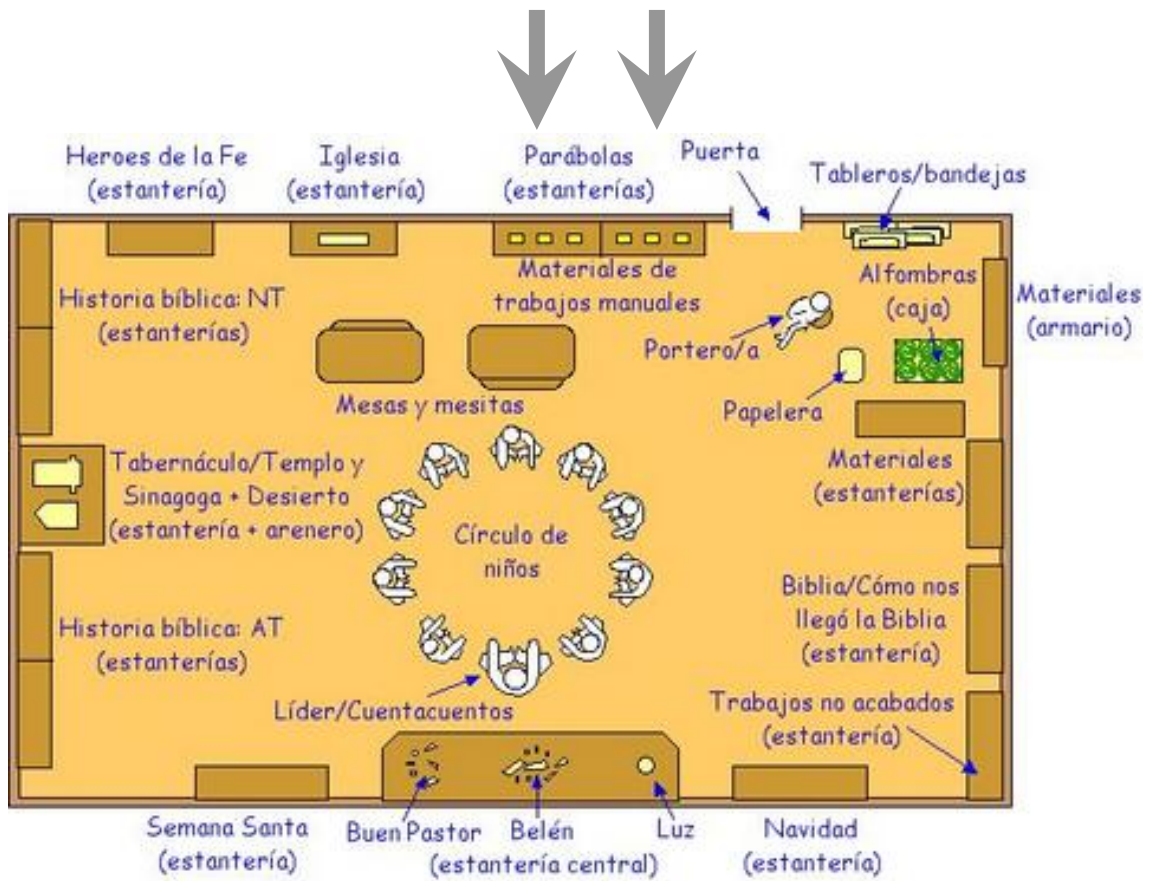 Heroes de la Fe
(estantería)
Iglesia
(estantería)
Parábolas
(estanterías)
Puerta
Tableros/bandejas
Historia bíblica: NT
(estanterías)
Materiales de
trabajos manuales
Alfombras
(caja)
Materiales
(armario)
Portero/a
Mesas y mesitas
Papelera
Tabernáculo/Templo y
Sinagoga + Desierto
(estantería + arenero)
Materiales
(estanterías)
Círculo de
niños
Historia bíblica: AT
(estanterías)
Biblia/Cómo nos
llegó la Biblia
(estantería)
Líder/Cuentacuentos
Trabajos no acabados
(estantería)
Semana Santa
(estantería)
Buen Pastor
Belén
Luz
(estantería central)
Navidad
(estantería)